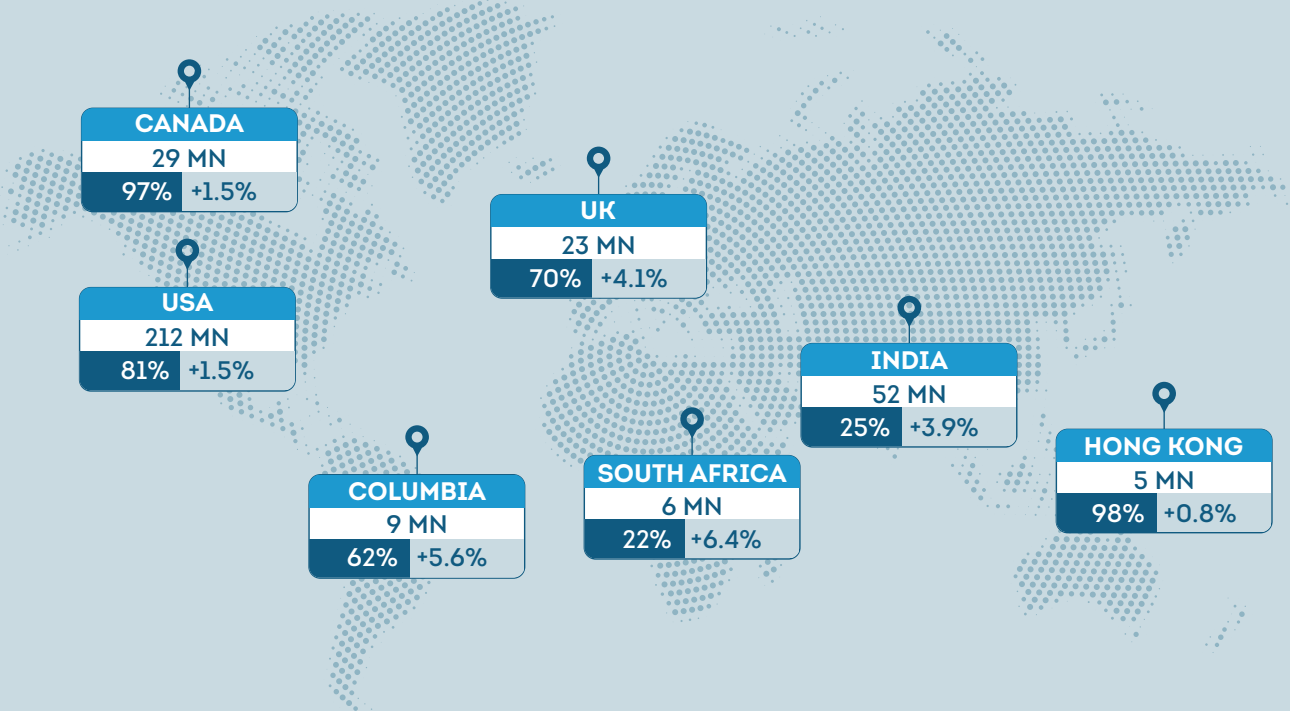 CANADA
29 MN
97% +1.5%
USA
212 MN
81% +1.5%
UK
23 MN
70% +4.1%
COLUMBIA
9 MN
62% +5.6%
SOUTH AFRICA
6 MN
22% +6.4%
INDIA
52 MN
25% +3.9%
HONG KONG
5 MN
98% +0.8%